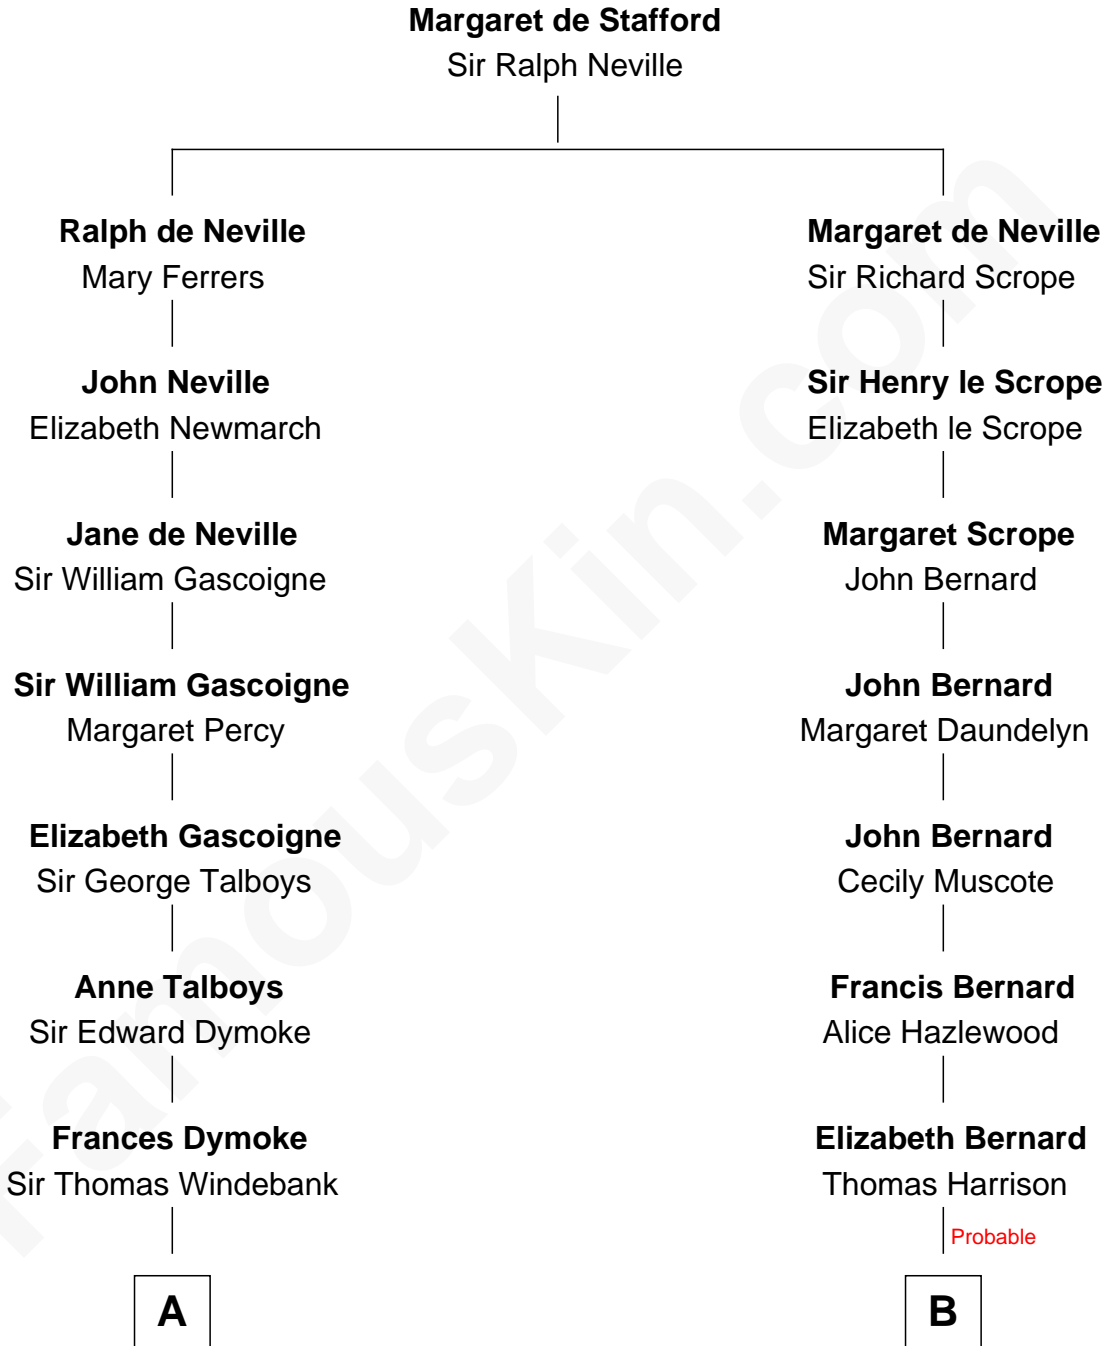 Margaret de Stafford
Sir Ralph Neville
Ralph de Neville
Mary Ferrers
Margaret de Neville
Sir Richard Scrope
John Neville
Elizabeth Newmarch
Sir Henry le Scrope
Elizabeth le Scrope
Jane de Neville
Sir William Gascoigne
Margaret Scrope
John Bernard
Sir William Gascoigne
Margaret Percy
John Bernard
Margaret Daundelyn
Elizabeth Gascoigne
Sir George Talboys
John Bernard
Cecily Muscote
Anne Talboys
Sir Edward Dymoke
Francis Bernard
Alice Hazlewood
Frances Dymoke
Sir Thomas Windebank
Elizabeth Bernard
Thomas Harrison
Probable
A
B
FamousKin.com